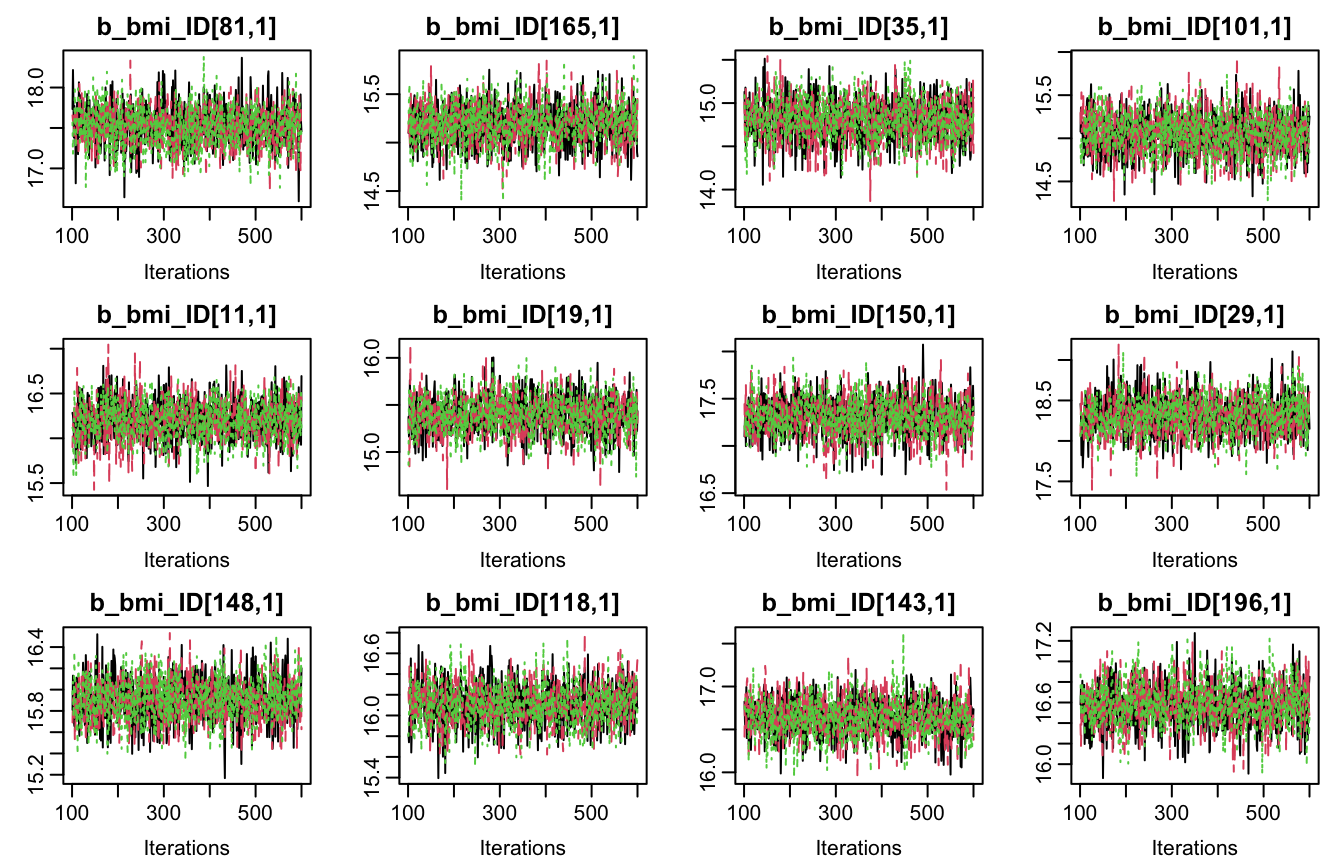 b_bmi_ID[81,1] b_bmi_ID[165,1] b_bmi_ID[35,1] b_bmi_ID[101,1]
17.0 18.0 14.5 15.5 14.0 15.0 14.5 15.5
100 300 500 100 300 500 100 300 500 100 300 500
Iterations Iterations Iterations Iterations
b_bmi_ID[11,1] b_bmi_ID[19,1] b_bmi_ID[150,1] b_bmi_ID[29,1]
15.5 16.5 15.0 16.0 16.5 17.5 17.5 18.5
100 300 500 100 300 500 100 300 500 100 300 500
Iterations Iterations Iterations Iterations
b_bmi_ID[148,1] b_bmi_ID[118,1] b_bmi_ID[143,1] b_bmi_ID[196,1]
15.2 15.8 16.4 15.4 16.0 16.6 16.0 17.0 16.0 16.6 17.2
100 300 500 100 300 500 100 300 500 100 300 500
Iterations Iterations Iterations Iterations